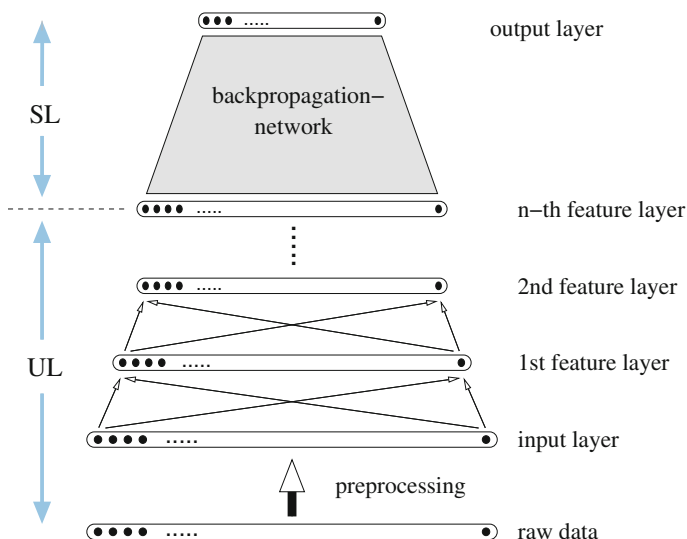 output layer
SL
backpropagation–
network
n–th feature layer
2nd feature layer
UL
1st feature layer
input layer
preprocessing
raw data